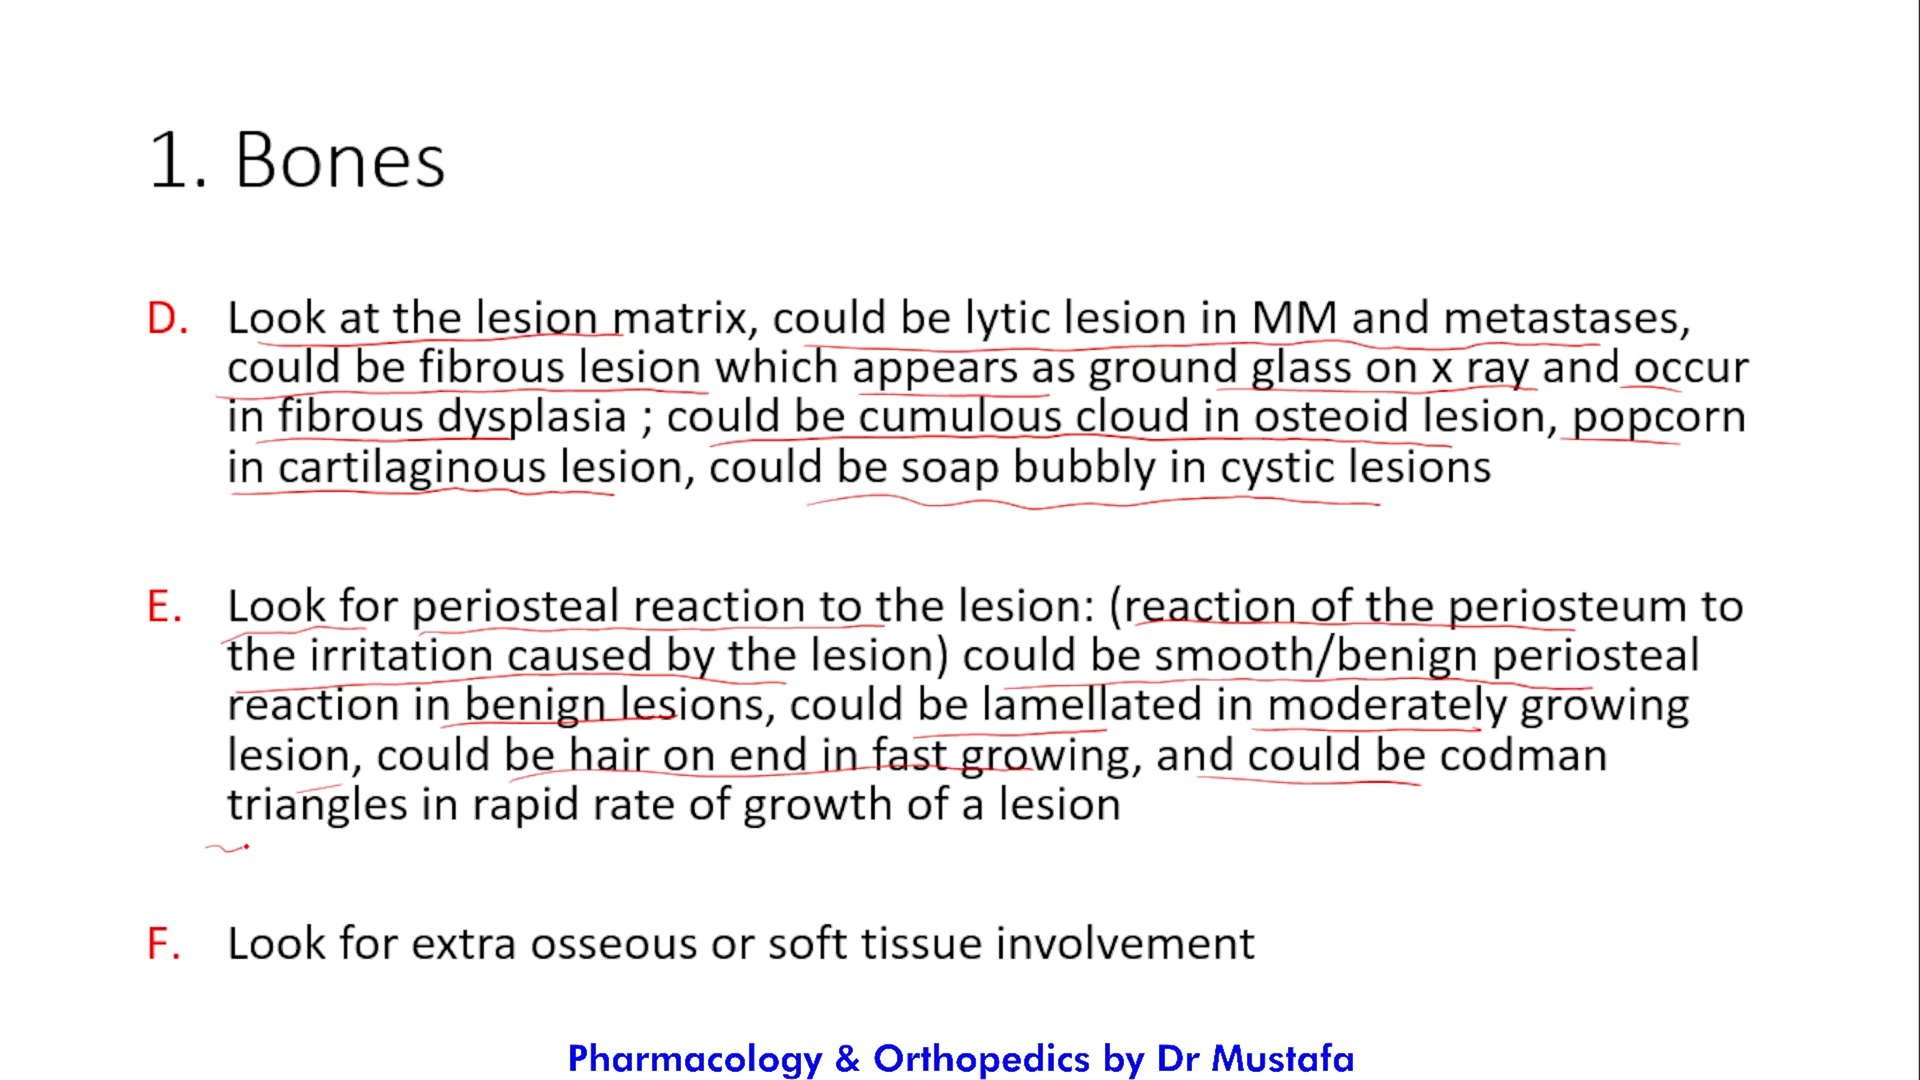 1. Bones
D. Look at the lesion matrix, could be lytic lesion in MM and metastases,
could be fibrous lesion which appears as ground glass on x ray and occur
in fibrous dysplasia ; could be cumulous cloud in osteoid lesion, popcorn
in cartilaginous lesion, could be soap bubbly in cystic lesions
E. Look for periosteal reaction to the lesion: (reaction of the periosteum to
the irritation caused by the lesion) could be smooth/benign periosteal
reaction in benign lesions, could be lamellated in moderately growing
lesion, could be hair on end in fast growing, and could be codman
triangles in rapid rate of growth of a lesion
F. Look for extra osseous or soft tissue involvement
Pharmacology & Orthopedics by Dr Mustafa